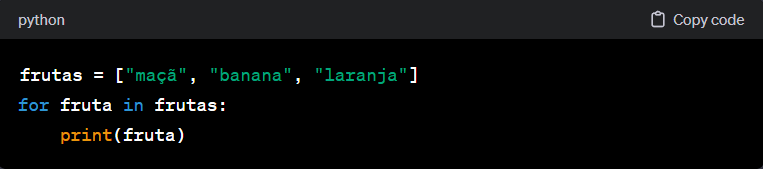 python Copy code
frutas = ["maçã", "banana", "laranja"]
for fruta in frutas:
    print(fruta)